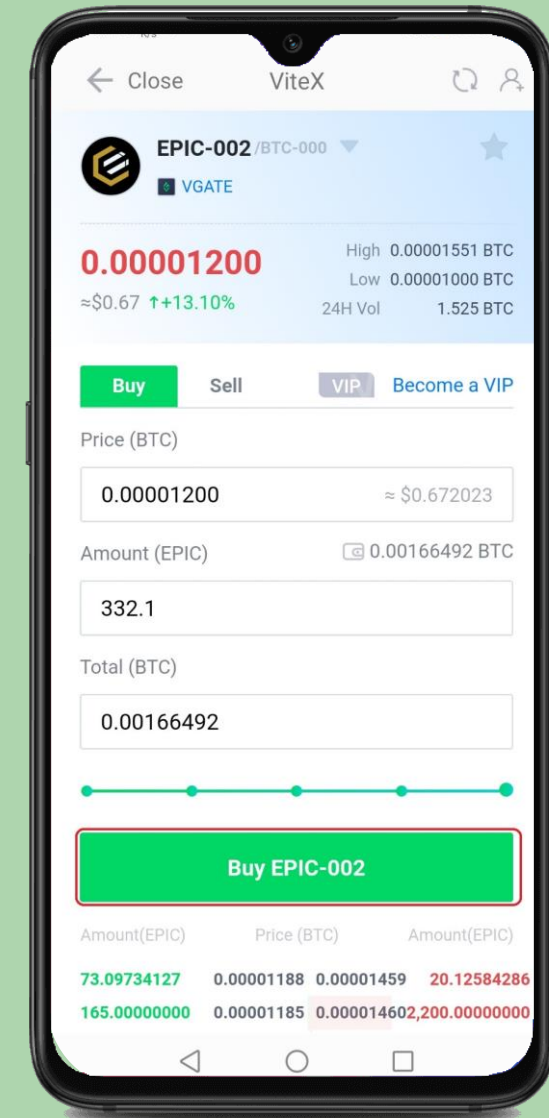 K/s
Close ViteX
EPIC-002/BTC-000
VGATE
0.00001200
≈$0.67 ↑+13.10%
High 0.00001551 BTC
Low 0.00001000 BTC
24H Vol 1.525 BTC
Buy Sell VIP Become a VIP
Price (BTC)
0.00001200 ≈ $0.672023
Amount (EPIC) 0.00166492 BTC
332.1
Total (BTC)
0.00166492
Buy EPIC-002
Amount(EPIC) Price (BTC) Amount(EPIC)
73.09734127 0.00001188 0.00001459 20.12584286
165.00000000 0.00001185 0.00001460 2,200.00000000